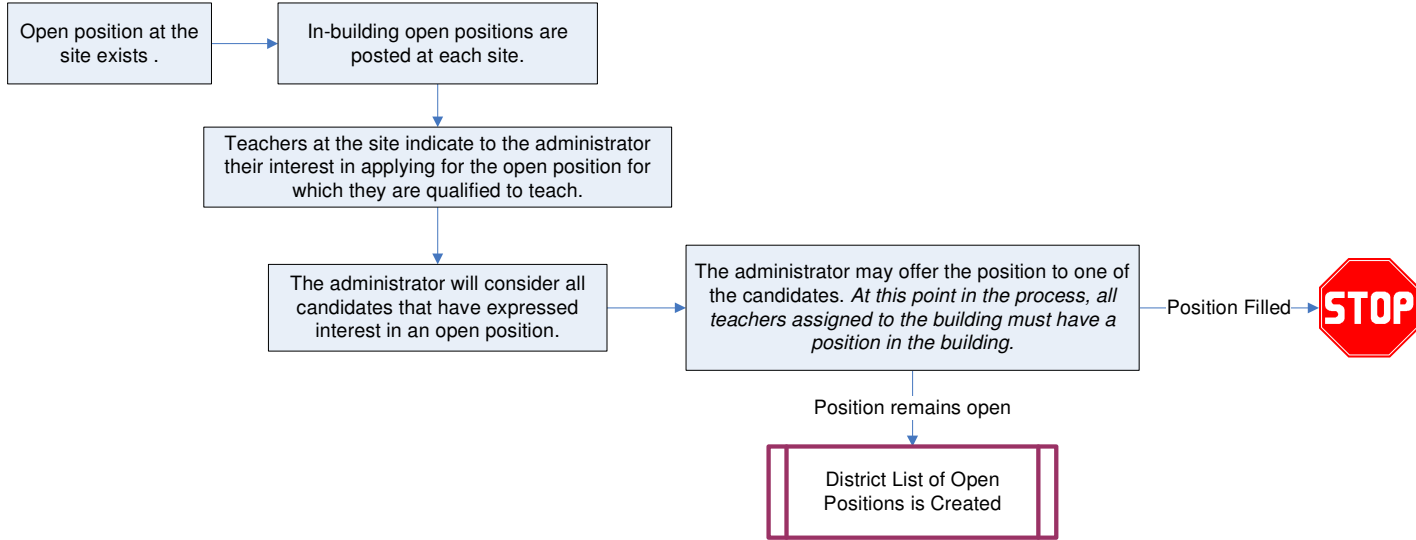 Open position at the
site exists .
In-building open positions are
posted at each site.
Teachers at the site indicate to the administrator
their interest in applying for the open position for
which they are qualified to teach.
The administrator will consider all
candidates that have expressed
interest in an open position.
The administrator may offer the position to one of
the candidates. At this point in the process, all
teachers assigned to the building must have a
position in the building.
Position Filled
STOP
Position remains open
District List of Open
Positions is Created